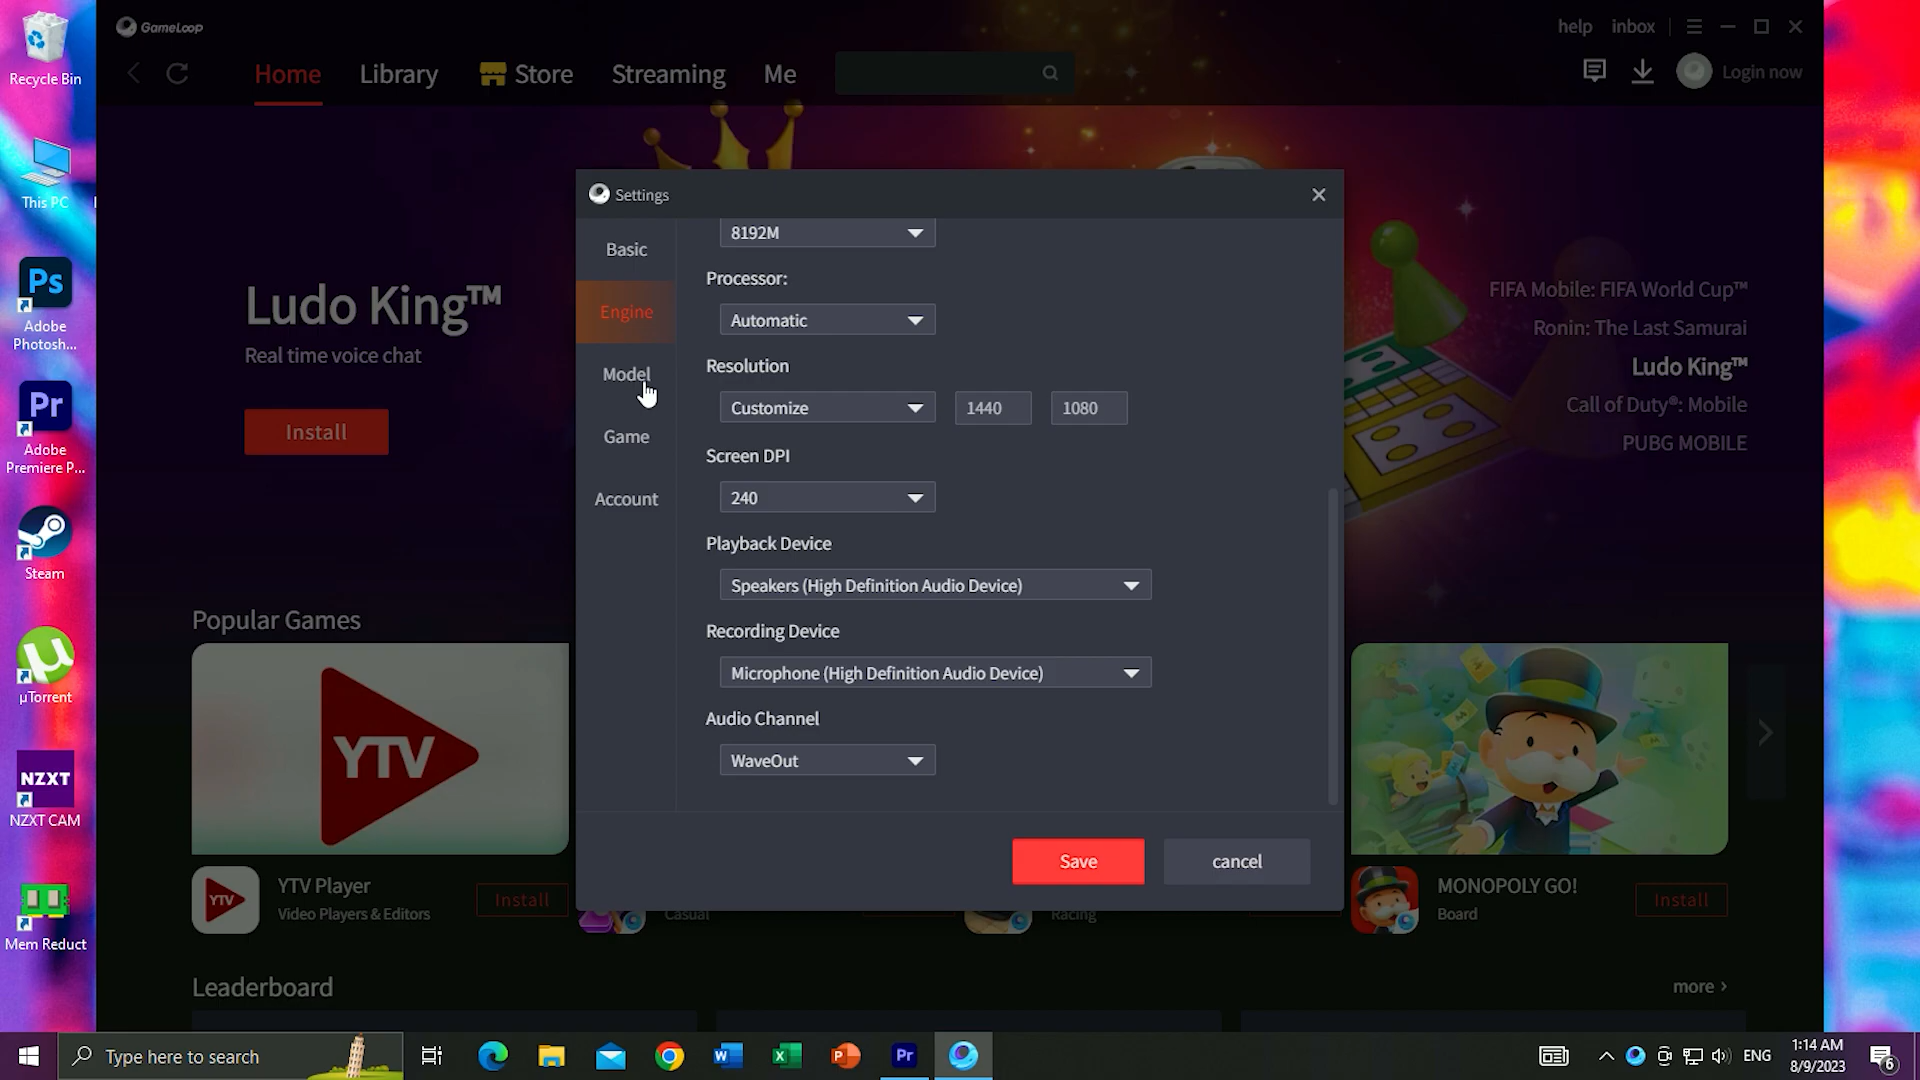 Recycle Bin
This PC
Ps
Adobe
Photosh...
Pr
Adobe
Premiere P...
Steam
µTorrent
NZXT
NZXT CAM
Mem Reduct
GameLoop
help
inbox
Home
Library
Store
Streaming
Me
Login now
Ludo King™
Real time voice chat
Install
FIFA Mobile: FIFA World Cup™
Ronin: The Last Samurai
Ludo King™
Call of Duty®: Mobile
PUBG MOBILE
Settings
Basic
Engine
Model
Game
Account
8192M
Processor:
Automatic
Resolution
Customize
1440
1080
Screen DPI
240
Playback Device
Speakers (High Definition Audio Device)
Recording Device
Microphone (High Definition Audio Device)
Audio Channel
WaveOut
Save
cancel
Popular Games
YTV
YTV
YTV Player
Video Players & Editors
Install
Casual
Racing
MONOPOLY GO!
Board
Install
Leaderboard
more ›
Type here to search
ENG
1:14 AM
8/9/2023
6